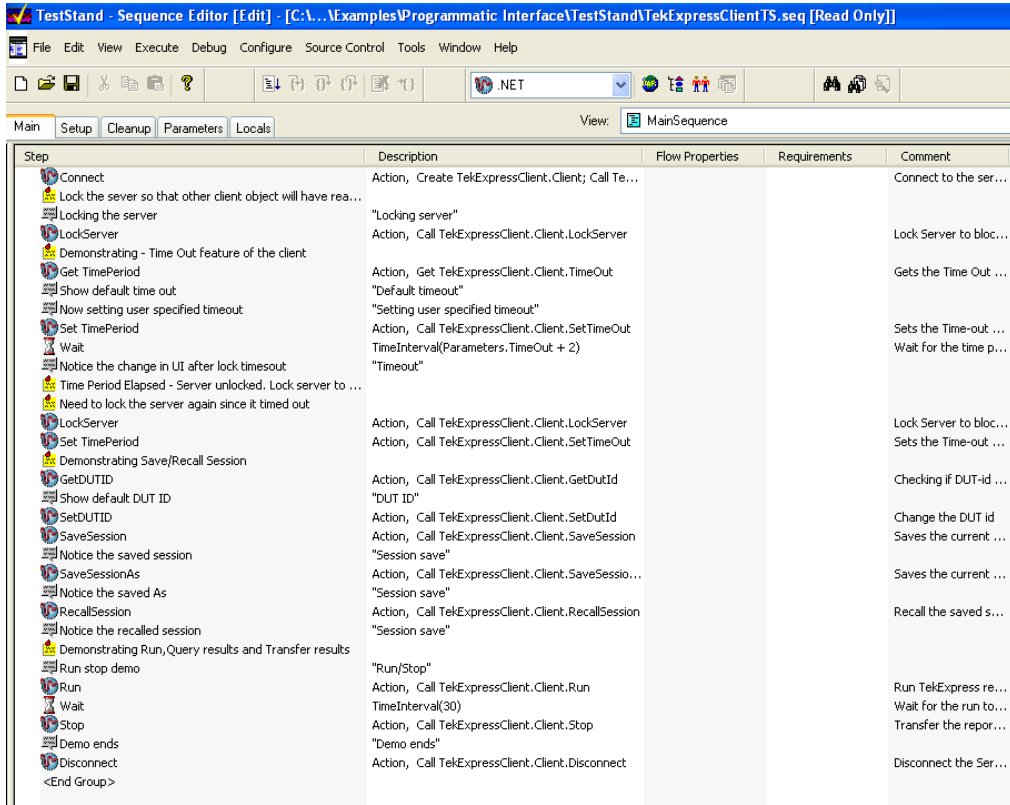 TestStand - Sequence Editor [Edit] - [C:\...\Examples\Programmatic Interface\TestStand\TekExpressClientTS.seq [Read Only]]
File Edit View Execute Debug Configure Source Control Tools Window Help
.NET
Main Setup Cleanup Parameters Locals View: MainSequence
Step Description Flow Properties Requirements Comment
Connect Action, Create TekExpressClient.Client; Call Te... Connect to the ser...
Lock the sever so that other client object will have rea...
Locking the server "Locking server"
LockServer Action, Call TekExpressClient.Client.LockServer Lock Server to bloc...
Demonstrating - Time Out feature of the client
Get TimePeriod Action, Get TekExpressClient.Client.TimeOut Gets the Time Out ...
Show default time out "Default timeout"
Now setting user specified timeout "Setting user specified timeout"
Set TimePeriod Action, Call TekExpressClient.Client.SetTimeOut Sets the Time-out ...
Wait TimeInterval(Parameters.TimeOut + 2) Wait for the time p...
Notice the change in UI after lock timesout "Timeout"
Time Period Elapsed - Server unlocked. Lock server to ...
Need to lock the server again since it timed out
LockServer Action, Call TekExpressClient.Client.LockServer Lock Server to bloc...
Set TimePeriod Action, Call TekExpressClient.Client.SetTimeOut Sets the Time-out ...
Demonstrating Save/Recall Session
GetDUTID Action, Call TekExpressClient.Client.GetDutId Checking if DUT-id ...
Show default DUT ID "DUT ID"
SetDUTID Action, Call TekExpressClient.Client.SetDutId Change the DUT id
SaveSession Action, Call TekExpressClient.Client.SaveSession Saves the current ...
Notice the saved session "Session save"
SaveSessionAs Action, Call TekExpressClient.Client.SaveSessio... Saves the current ...
Notice the saved As "Session save"
RecallSession Action, Call TekExpressClient.Client.RecallSession Recall the saved s...
Notice the recalled session "Session save"
Demonstrating Run,Query results and Transfer results
Run stop demo "Run/Stop"
Run Action, Call TekExpressClient.Client.Run Run TekExpress re...
Wait TimeInterval(30) Wait for the run to...
Stop Action, Call TekExpressClient.Client.Stop Transfer the repor...
Demo ends "Demo ends"
Disconnect Action, Call TekExpressClient.Client.Disconnect Disconnect the Ser...
<End Group>